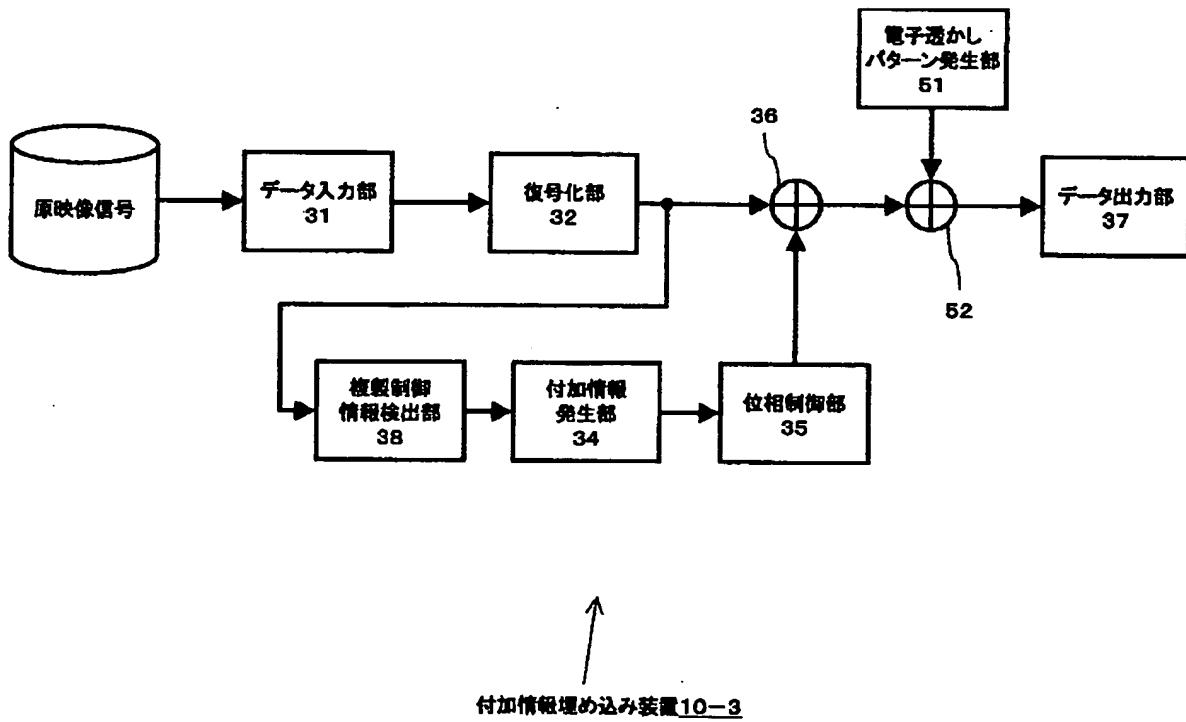 電子透かし
パターン発生部
51
36
原映像信号
データ入力部
31
復号化部
32
データ出力部
37
52
複製制御
情報検出部
38
付加情報
発生部
34
位相制御部
35
付加情報埋め込み装置10-3